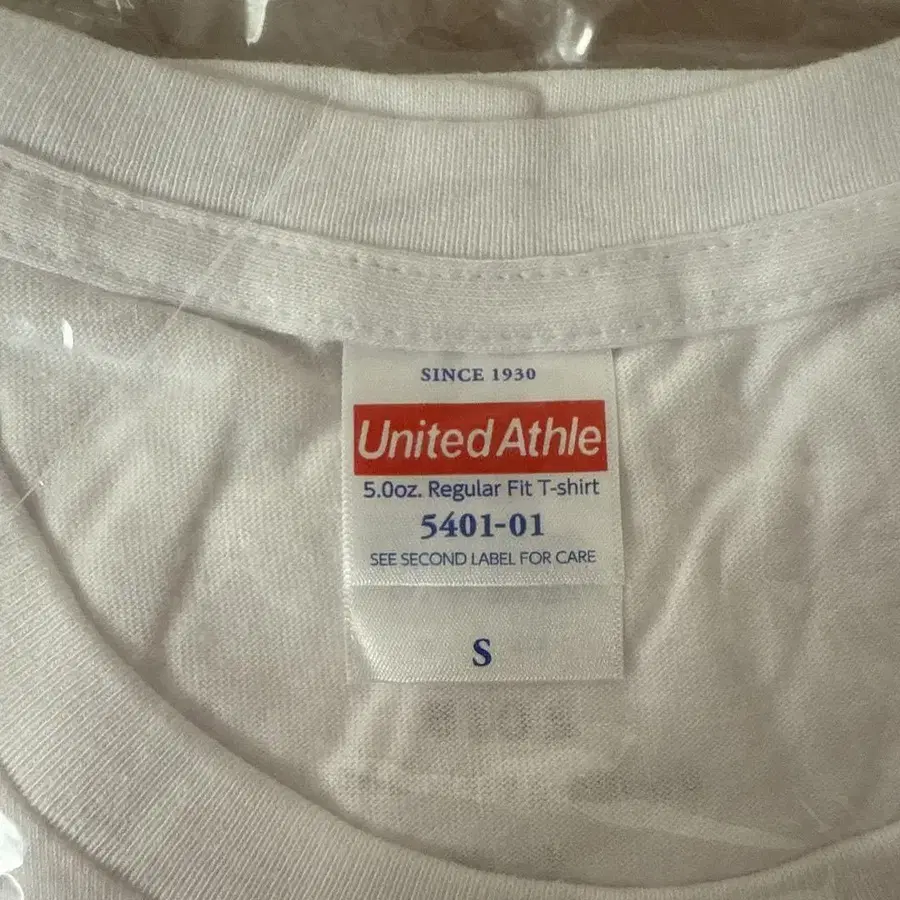 SINCE 1930
United Athle
5.0oz. Regular Fit T-shirt
5401-01
SEE SECOND LABEL FOR CARE
S